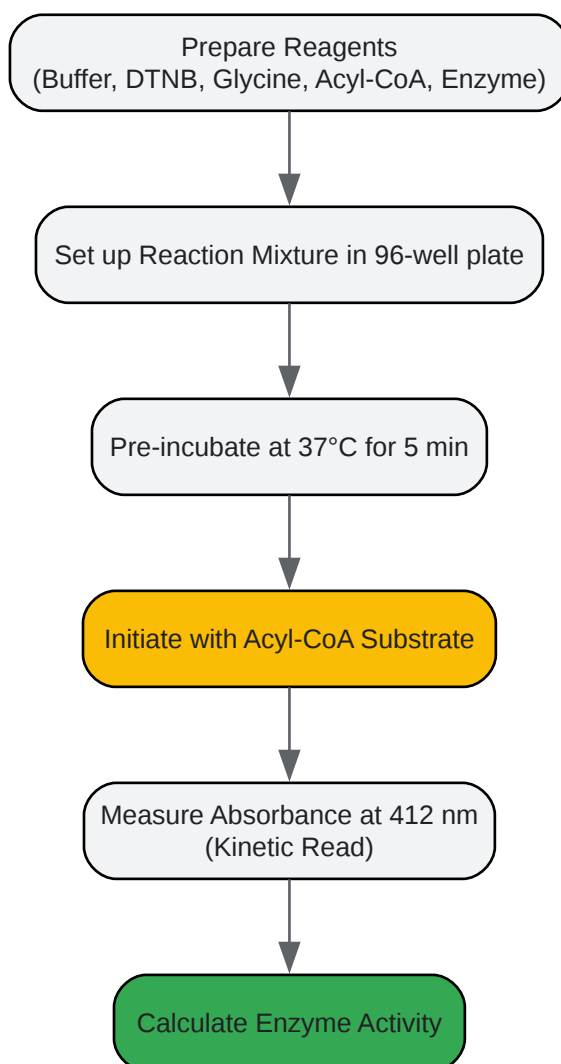 Prepare Reagents
(Buffer, DTNB, Glycine, Acyl-CoA, Enzyme)
Set up Reaction Mixture in 96-well plate
Pre-incubate at 37°C for 5 min
Initiate with Acyl-CoA Substrate
Measure Absorbance at 412 nm
(Kinetic Read)
Calculate Enzyme Activity